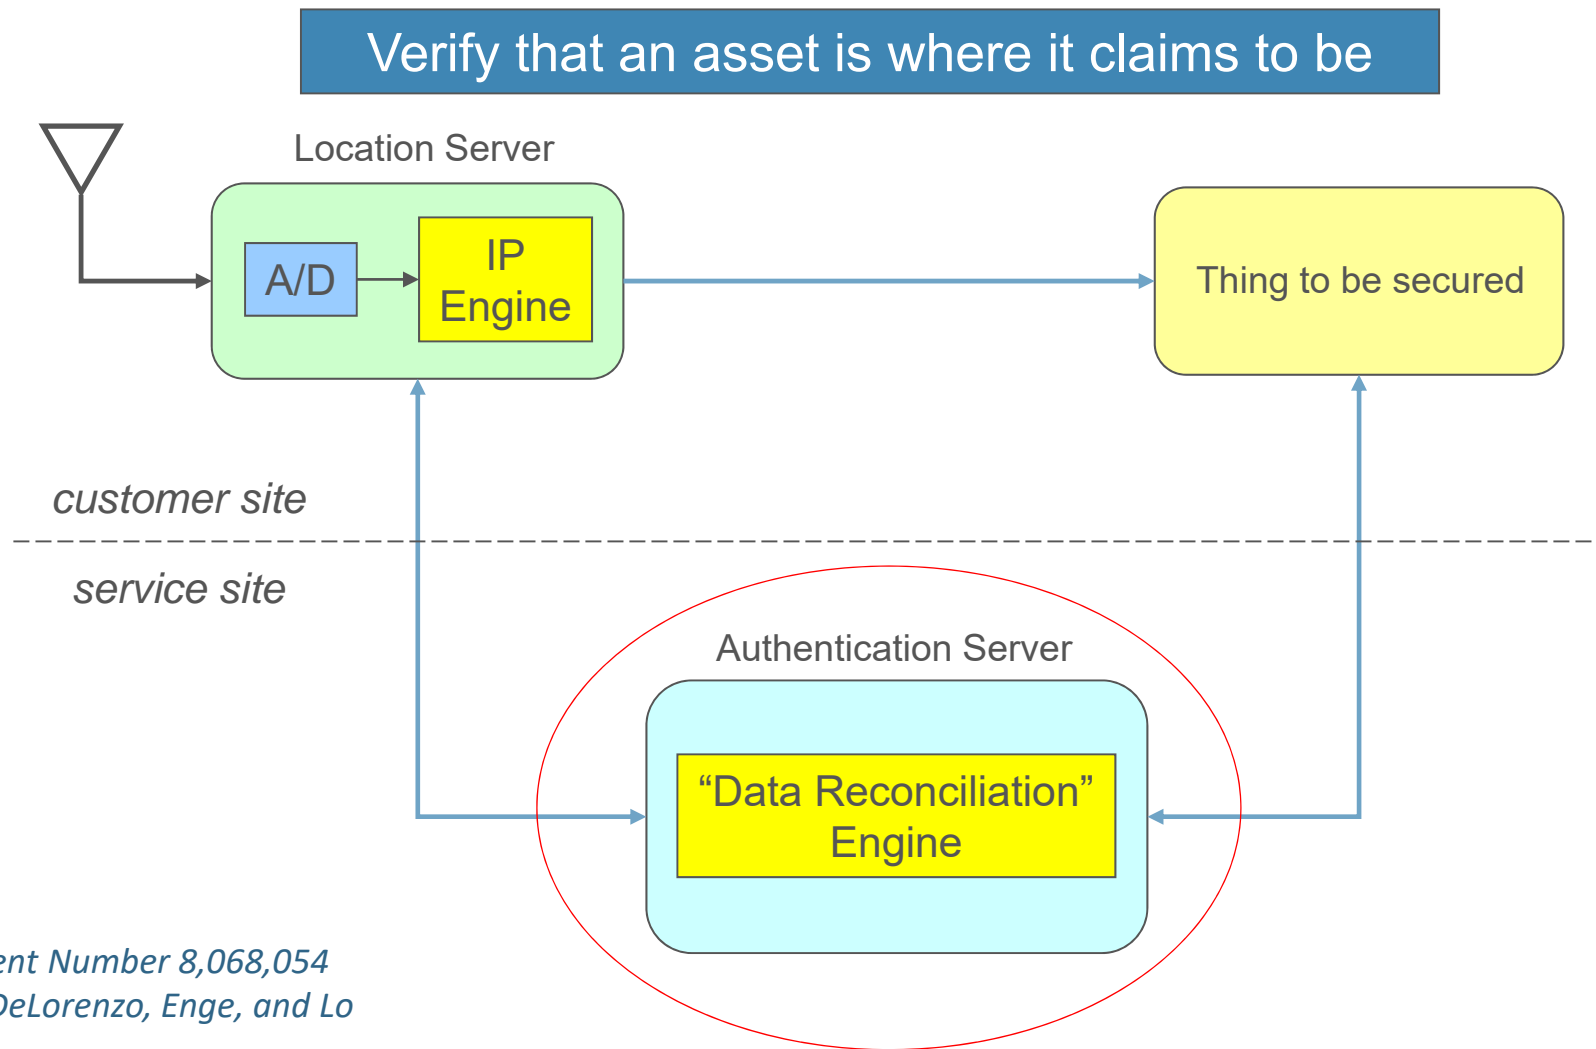 Verify that an asset is where it claims to be
Location Server
A/D
IP
Engine
Thing to be secured
customer site
service site
Authentication Server
“Data Reconciliation”
Engine
Number 8,068,054
DeLorenzo, Enge, and Lo